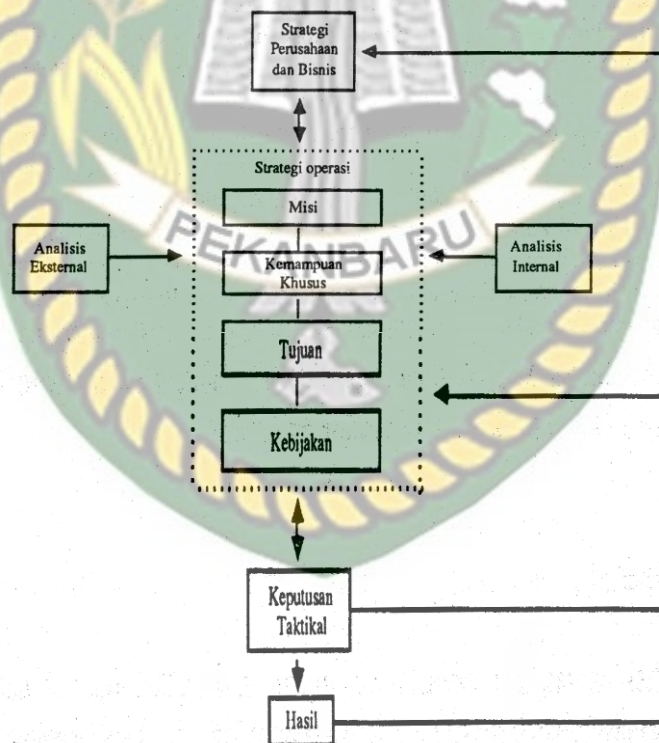 Strategi
Perusahaan
dan Bisnis
Strategi operasi
Misi
PEKANBARU
Analisis
Eksternal
Kemampuan
Khusus
Analisis
Internal
Tujuan
Kebijakan
Keputusan
Taktikal
Hasil